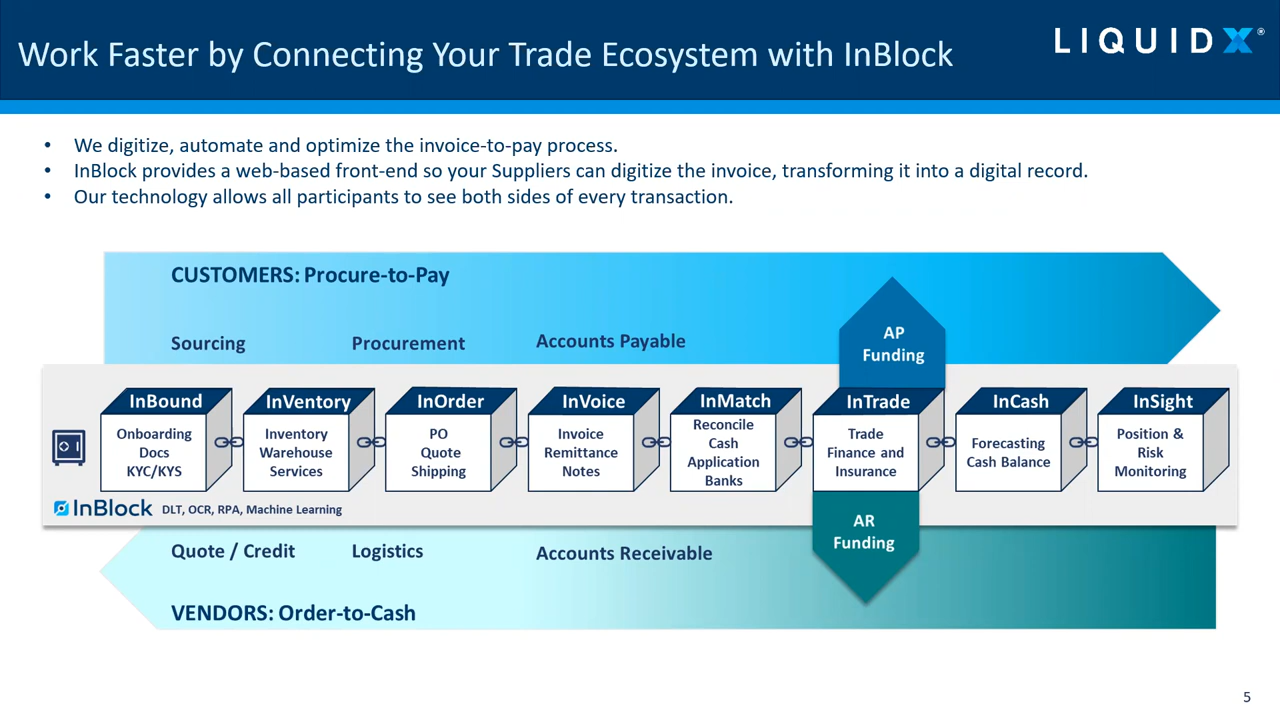 Work Faster by Connecting Your Trade Ecosystem with InBlock
LIQUIDX®
• We digitize, automate and optimize the invoice-to-pay process.
• InBlock provides a web-based front-end so your Suppliers can digitize the invoice, transforming it into a digital record.
• Our technology allows all participants to see both sides of every transaction.
CUSTOMERS: Procure-to-Pay
Sourcing
Procurement
Accounts Payable
AP
Funding
InBound
Onboarding
Docs
KYC/KYS
InVentory
Inventory
Warehouse
Services
InOrder
PO
Quote
Shipping
InVoice
Invoice
Remittance
Notes
InMatch
Reconcile
Cash
Application
Banks
InTrade
Trade
Finance and
Insurance
InCash
Forecasting
Cash Balance
InSight
Position &
Risk
Monitoring
InBlock
DLT, OCR, RPA, Machine Learning
AR
Funding
Quote / Credit
Logistics
Accounts Receivable
VENDORS: Order-to-Cash
5